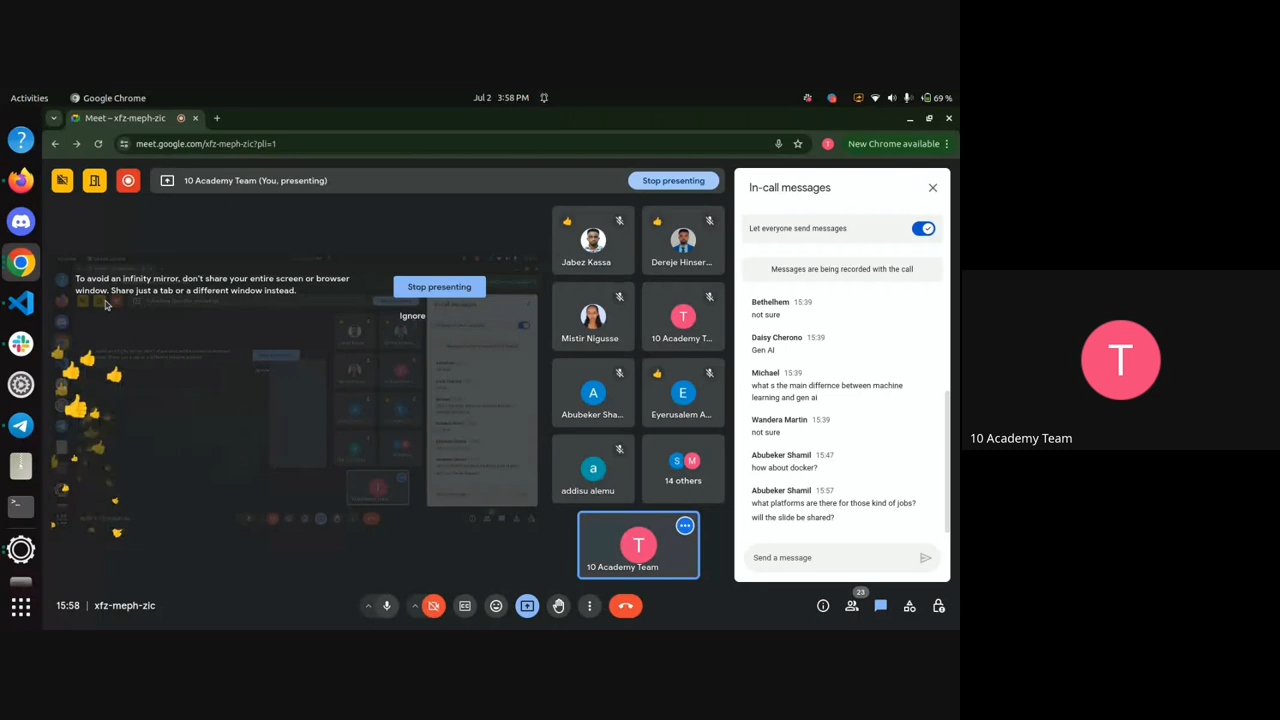 Activities
Google Chrome
Jul 2 3:58 PM
69 %
Meet – xfz-meph-zic
meet.google.com/xfz-meph-zic?pli=1
New Chrome available
10 Academy Team (You, presenting)
Stop presenting
To avoid an infinity mirror, don't share your entire screen or browser
window. Share just a tab or a different window instead.
Stop presenting
Ignore
Jabez Kassa
Dereje Hinser...
Mistir Nigusse
T
10 Academy T...
A
Abubeker Sha...
E
Eyerusalem A...
a
addisu alemu
S M
14 others
T
10 Academy Team
In-call messages
Let everyone send messages
Messages are being recorded with the call
Bethelhem 15:39
not sure
Daisy Cherono 15:39
Gen AI
Michael 15:39
what s the main differnce between machine
learning and gen ai
Wandera Martin 15:39
not sure
Abubeker Shamil 15:47
how about docker?
Abubeker Shamil 15:57
what platforms are there for those kind of jobs?
will the slide be shared?
Send a message
15:58 | xfz-meph-zic
23
T
10 Academy Team